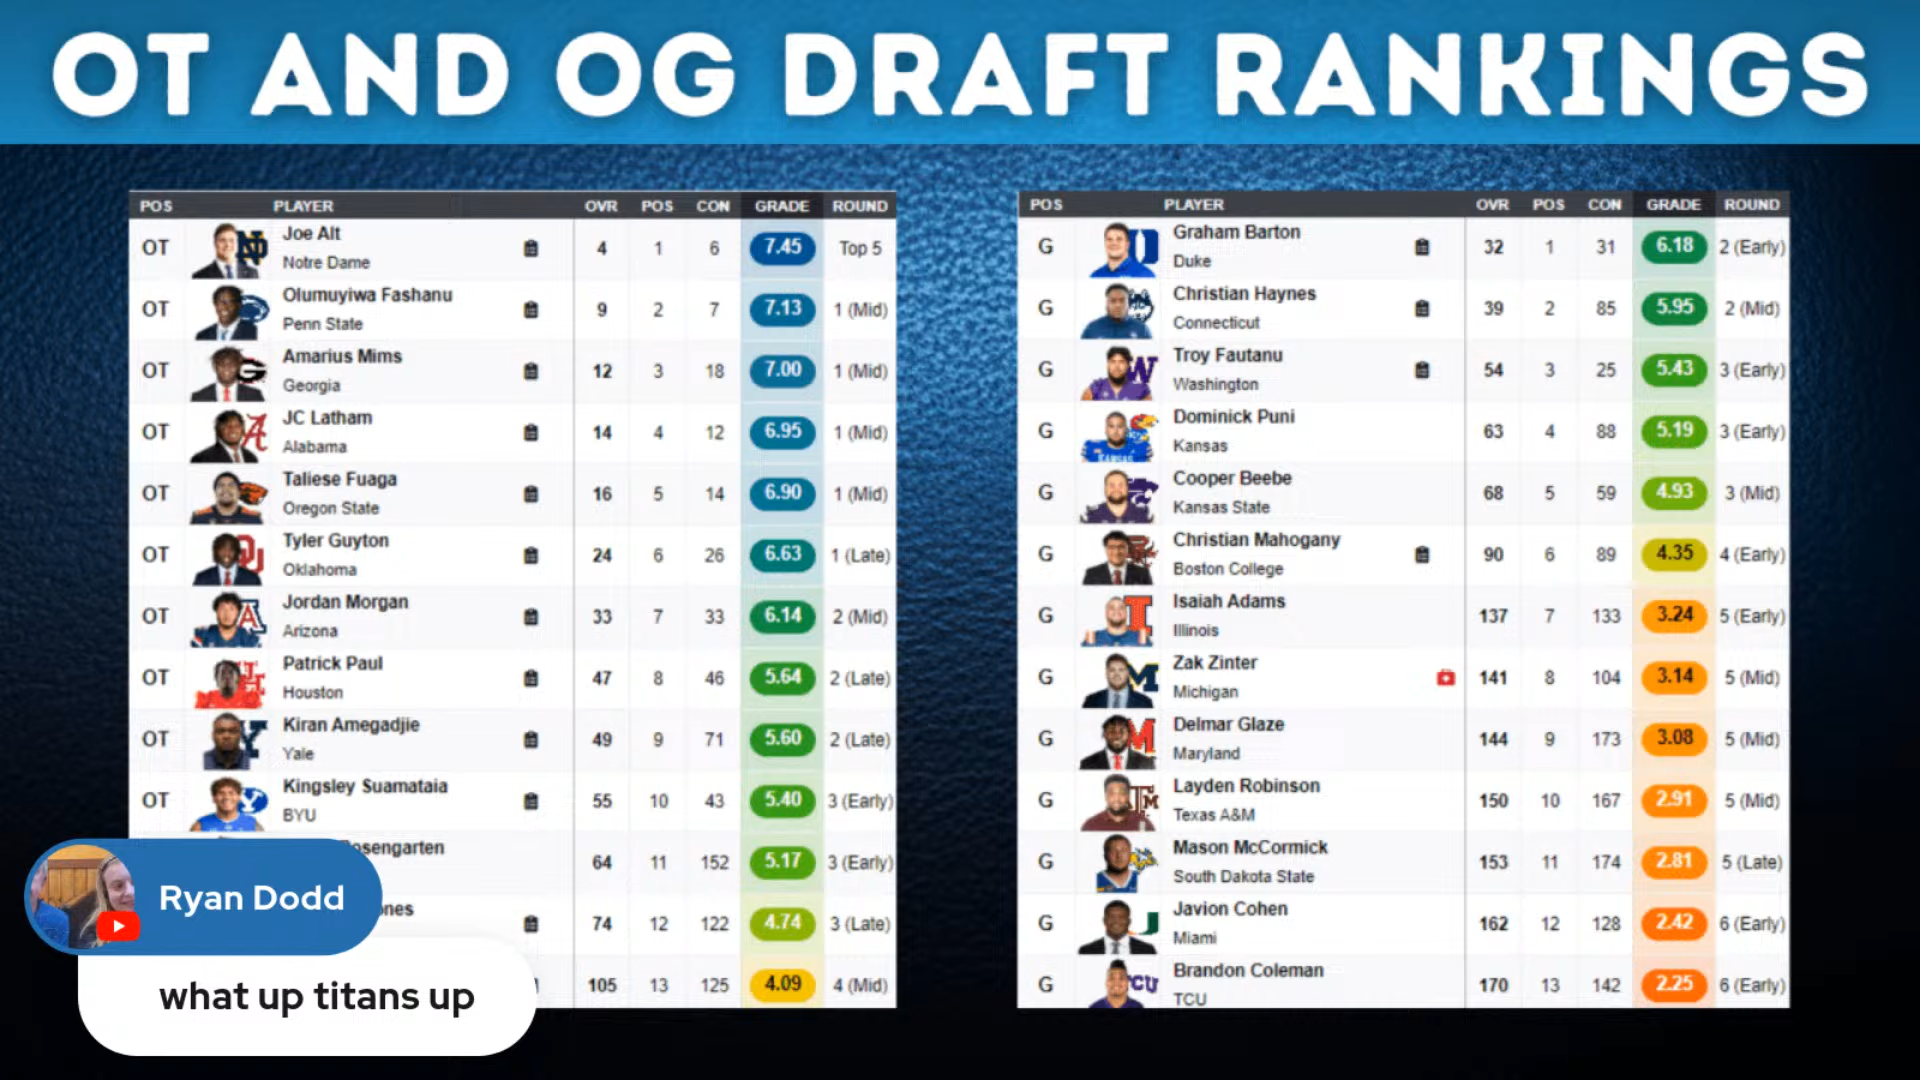 OT AND OG DRAFT RANKINGS
POS PLAYER OVR POS CON GRADE ROUND
OT Joe Alt 4 1 6 7.45 Top 5
Notre Dame
OT Olumuyiwa Fashanu 9 2 7 7.13 1 (Mid)
Penn State
OT Amarius Mims 12 3 18 7.00 1 (Mid)
Georgia
OT JC Latham 14 4 12 6.95 1 (Mid)
Alabama
OT Taliese Fuaga 16 5 14 6.90 1 (Mid)
Oregon State
OT Tyler Guyton 24 6 26 6.63 1 (Late)
Oklahoma
OT Jordan Morgan 33 7 33 6.14 2 (Mid)
Arizona
OT Patrick Paul 47 8 46 5.64 2 (Late)
Houston
OT Kiran Amegadjie 49 9 71 5.60 2 (Late)
Yale
OT Kingsley Suamataia 55 10 43 5.40 3 (Early)
BYU
osengarten 64 11 152 5.17 3 (Early)
ones 74 12 122 4.74 3 (Late)
105 13 125 4.09 4 (Mid)
POS PLAYER OVR POS CON GRADE ROUND
G Graham Barton 32 1 31 6.18 2 (Early)
Duke
G Christian Haynes 39 2 85 5.95 2 (Mid)
Connecticut
G Troy Fautanu 54 3 25 5.43 3 (Early)
Washington
G Dominick Puni 63 4 88 5.19 3 (Early)
Kansas
G Cooper Beebe 68 5 59 4.93 3 (Mid)
Kansas State
G Christian Mahogany 90 6 89 4.35 4 (Early)
Boston College
G Isaiah Adams 137 7 133 3.24 5 (Early)
Illinois
G Zak Zinter 141 8 104 3.14 5 (Mid)
Michigan
G Delmar Glaze 144 9 173 3.08 5 (Mid)
Maryland
G Layden Robinson 150 10 167 2.91 5 (Mid)
Texas A&M
G Mason McCormick 153 11 174 2.81 5 (Late)
South Dakota State
G Javion Cohen 162 12 128 2.42 6 (Early)
Miami
G Brandon Coleman 170 13 142 2.25 6 (Early)
TCU
Ryan Dodd
what up titans up